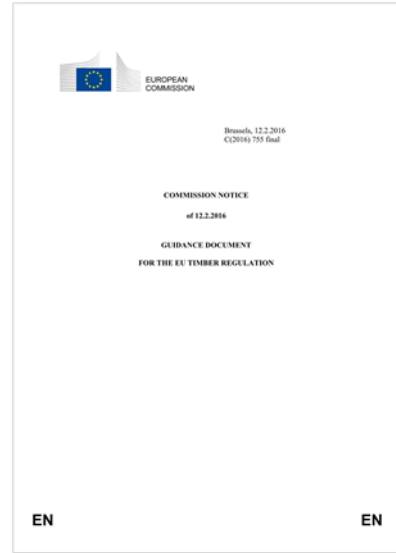 EUROPEAN
COMMISSION
Brussels, 12.2.2016
C(2016) 755 final
COMMISSION NOTICE
of 12.2.2016
GUIDANCE DOCUMENT
FOR THE EU TIMBER REGULATION
EN
EN